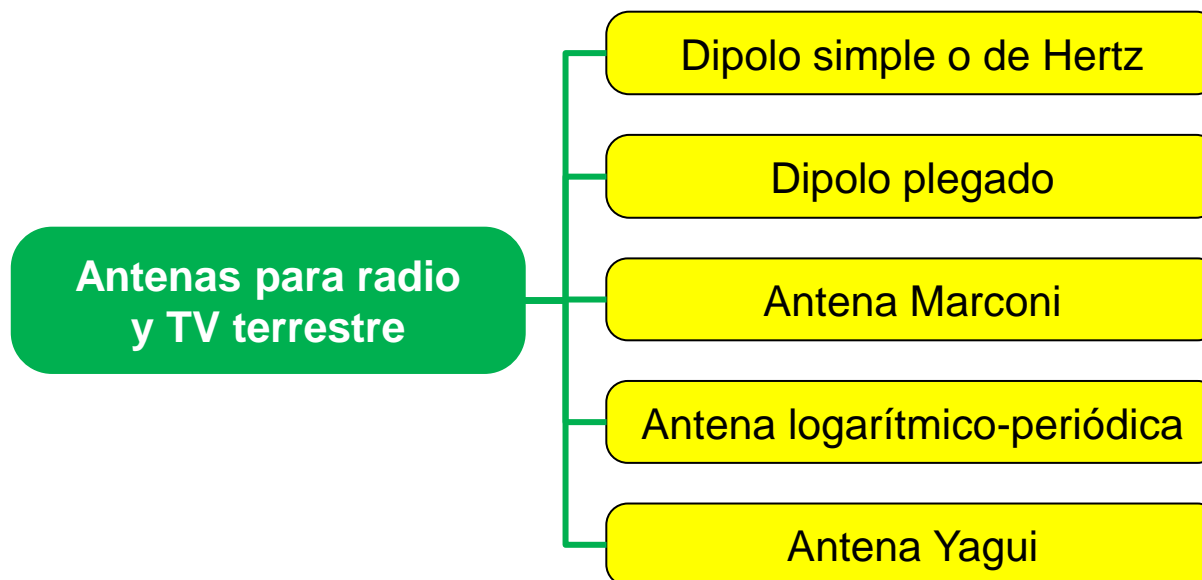 Dipolo simple o de Hertz
Dipolo plegado
Antenas para radio
y TV terrestre
Antena Marconi
Antena logarítmico-periódica
Antena Yagui